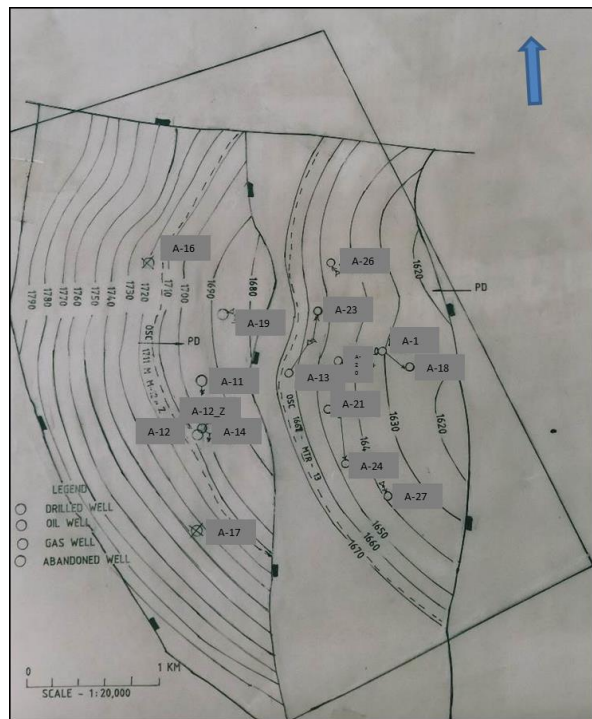 A-16
A-26
1620
1790
1780
1770
1760
1750
1740
1730
1720
1710
1700
1690
1680
PD
A-23
A-19
OSC
PD
A-1
A-18
A-13
A-11
1630
1620
A-12_Z
A-21
A-12
A-14
OSC 1668
A-24
LEGEND
A-27
DRILLED WELL
OIL WELL
GAS WELL
A-17
1650
ABANDONED WELL
1660
1670
0
1 KM
SCALE - 1:20,000